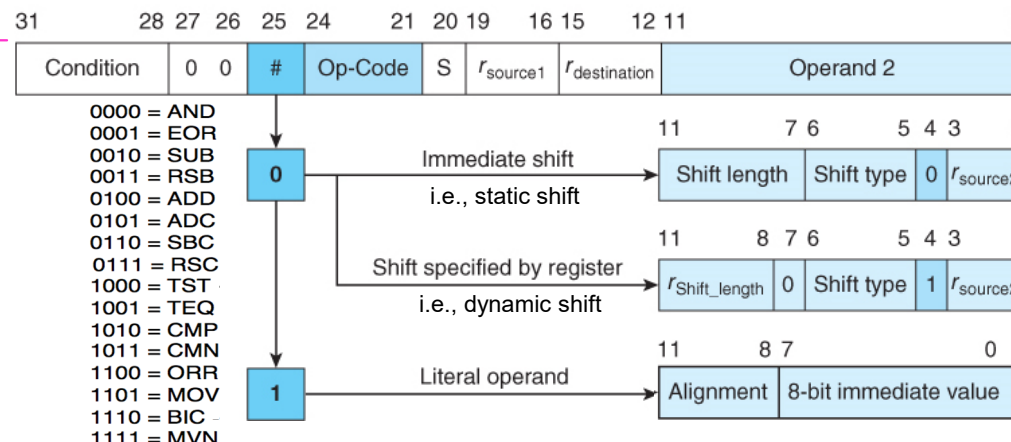 31 28 27 26 25 24 21 20 19 16 15 12 11
Condition 0 0 # Op-Code S rsource1 rdestination Operand 2
0000 = AND
0001 = EOR
0010 = SUB
0011 = RSB
0100 = ADD
0101 = ADC
0110 = SBC
0111 = RSC
1000 = TST
1001 = TEQ
1010 = CMP
1011 = CMN
1100 = ORR
1101 = MOV
1110 = BIC
1111 = MVN
0
Immediate shift
i.e., static shift
11 7 6 5 4 3
Shift length Shift type 0 rsource
Shift specified by register
i.e., dynamic shift
11 8 7 6 5 4 3
rShift_length 0 Shift type 1 rsource
1
Literal operand
11 8 7 0
Alignment 8-bit immediate value